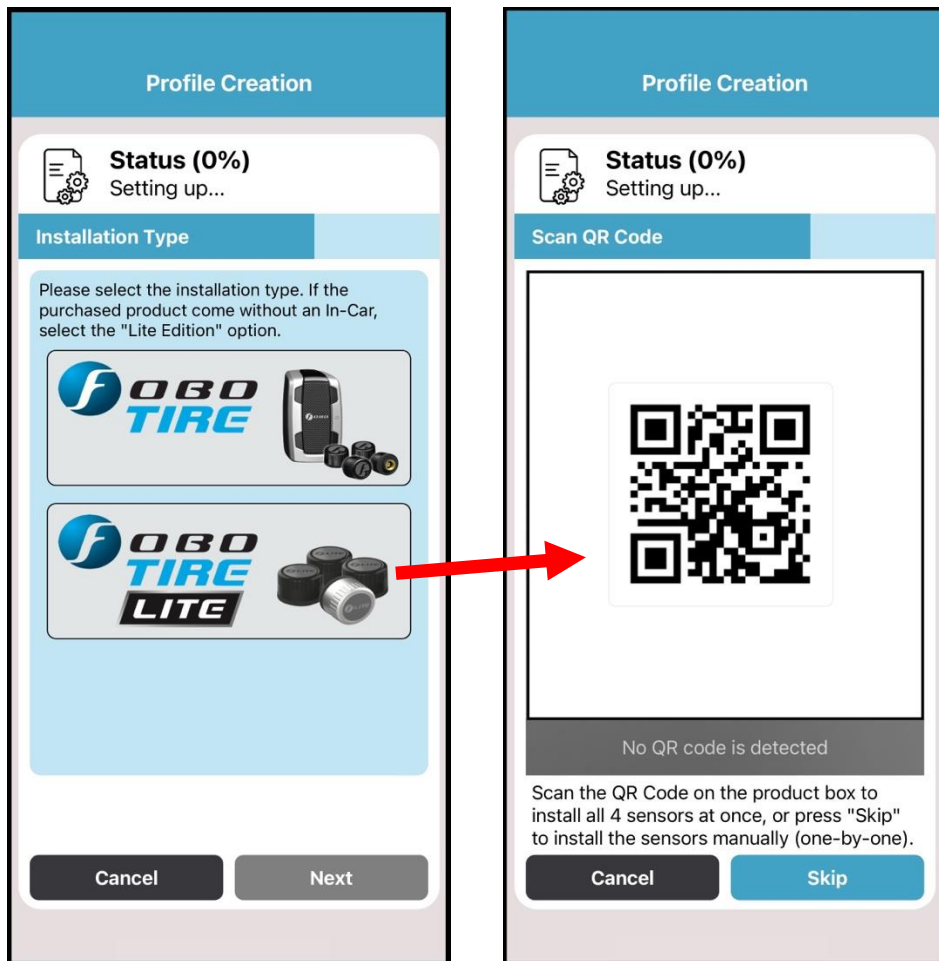 Profile Creation
Status (0%)
Setting up...
Installation Type
Please select the installation type. If the
purchased product come without an In-Car,
select the "Lite Edition" option.
FOBO
TIRE
FOBO
TIRE
LITE
Cancel
Next
Profile Creation
Status (0%)
Setting up...
Scan QR Code
No QR code is detected
Scan the QR Code on the product box to
install all 4 sensors at once, or press "Skip"
to install the sensors manually (one-by-one).
Cancel
Skip